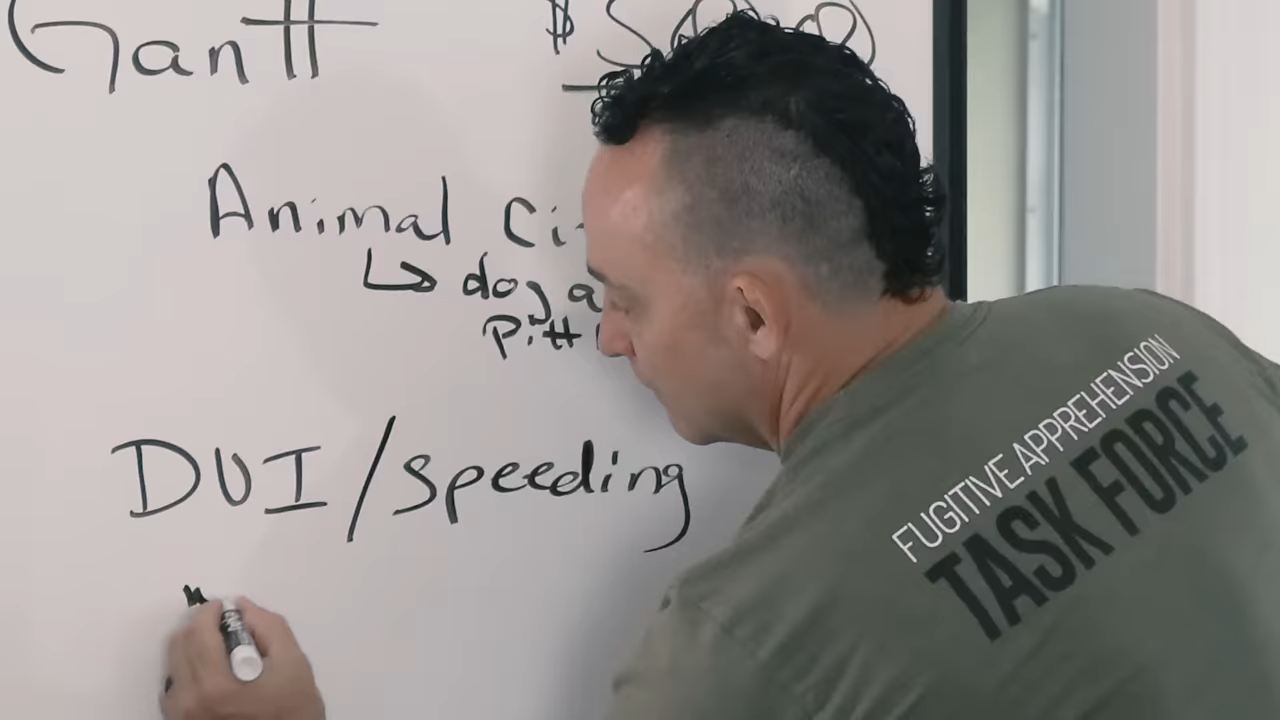 Gantt
Animal
dog
DUI/speeding
FUGITIVE APPREHENSION
TASK FORCE